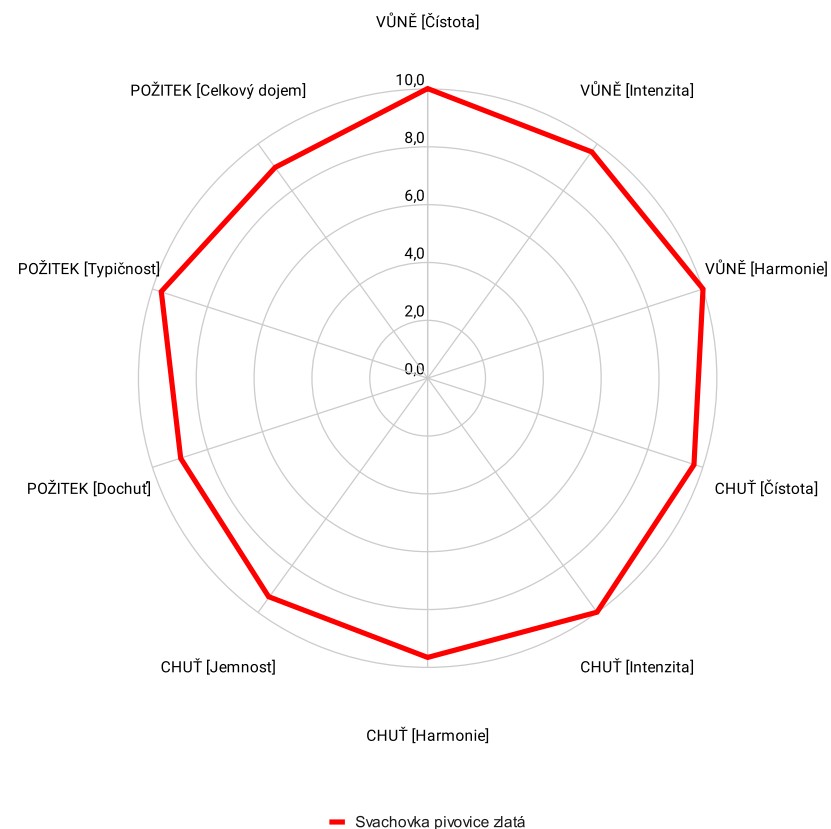 VŮNĚ [Čístota]
POŽITEK [Celkový dojem]
VŮNĚ [Intenzita]
10,0
8,0
6,0
4,0
2,0
0,0
POŽITEK [Typičnost]
VŮNĚ [Harmonie]
POŽITEK [Dochuť]
CHUŤ [Čístota]
CHUŤ [Jemnost]
CHUŤ [Intenzita]
CHUŤ [Harmonie]
Svachovka pivovice zlatá